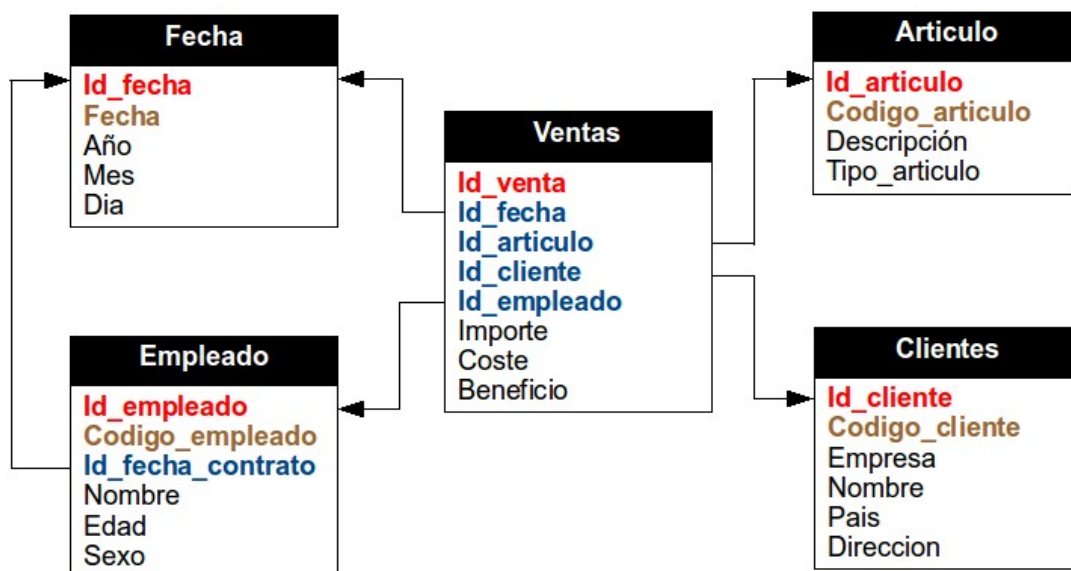 Fecha
Id_fecha
Fecha
Año
Mes
Dia
Empleado
Id_empleado
Codigo_empleado
Id_fecha_contrato
Nombre
Edad
Sexo
Ventas
Id_venta
Id_fecha
Id_articulo
Id_cliente
Id_empleado
Importe
Coste
Beneficio
Articulo
Id_articulo
Codigo_articulo
Descripción
Tipo_articulo
Clientes
Id_cliente
Codigo_cliente
Empresa
Nombre
Pais
Direccion